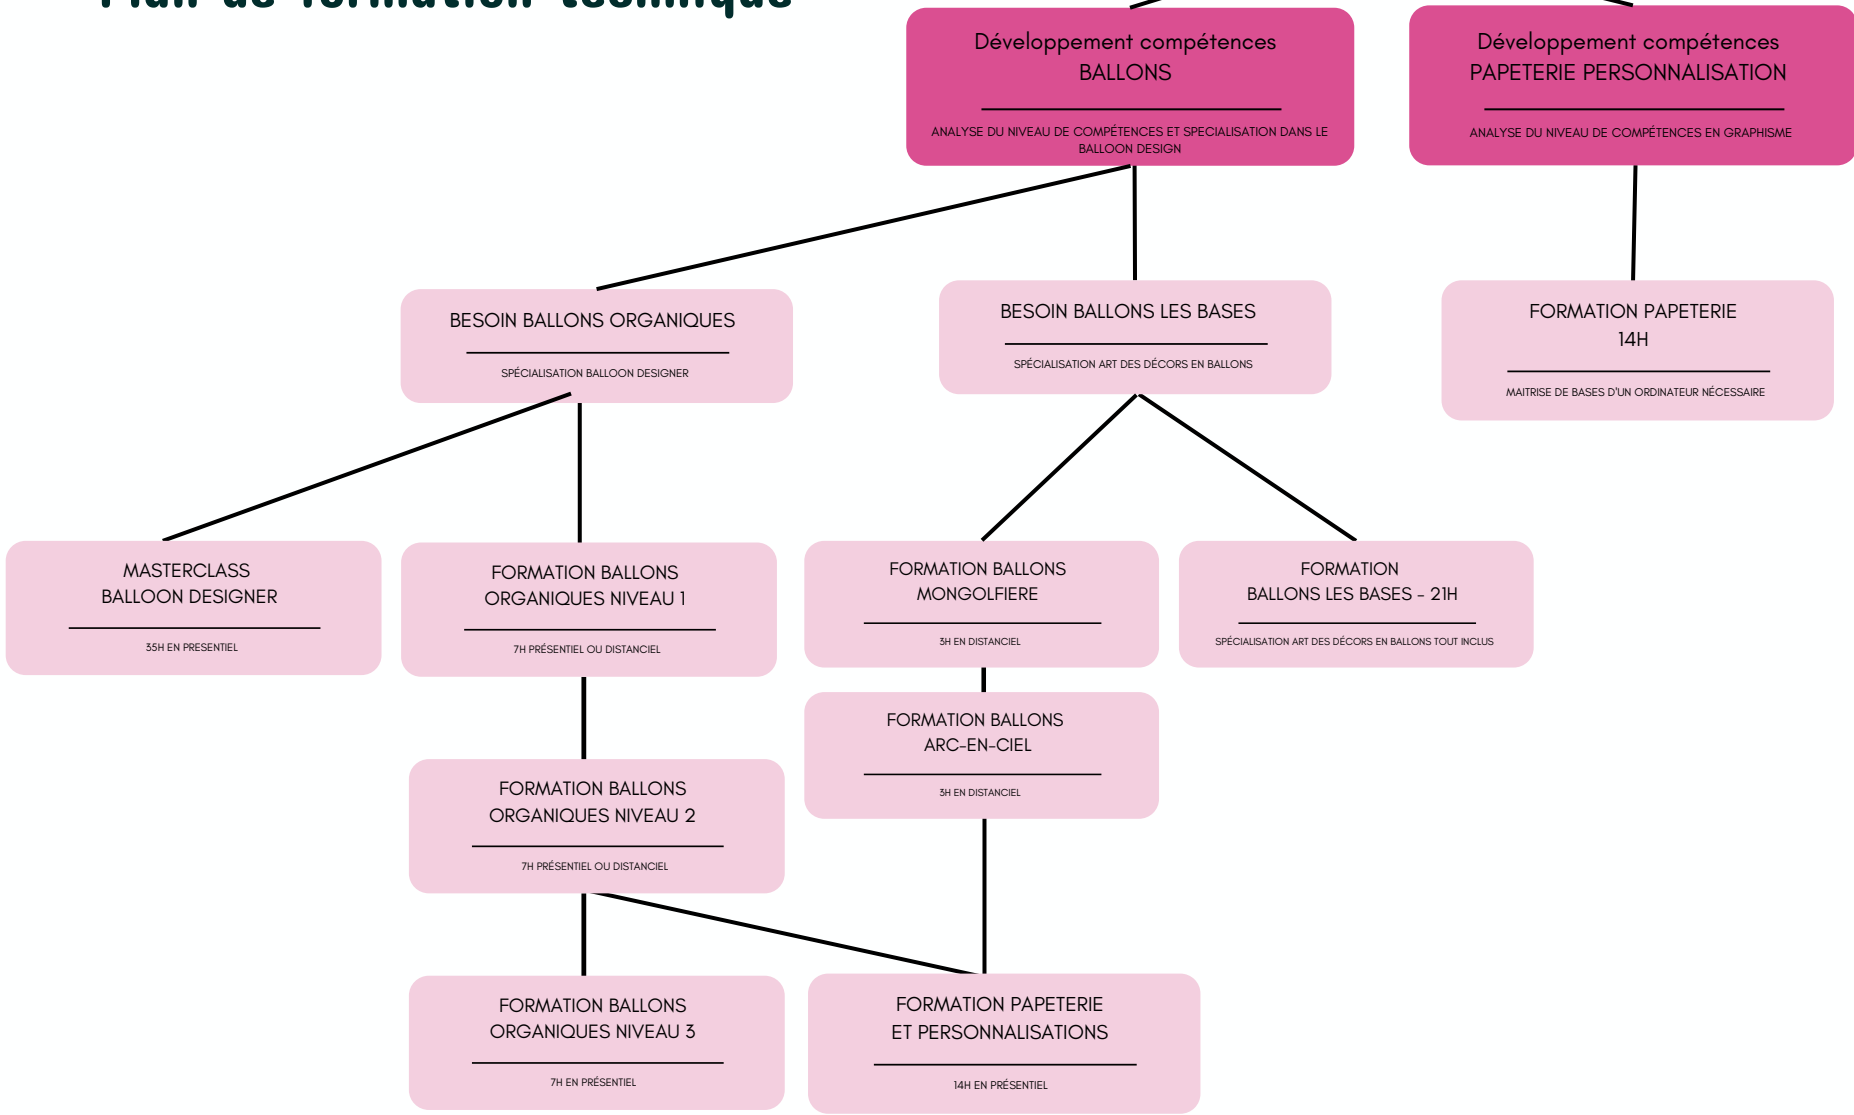 Plan de formation technique
Développement compétences
BALLONS
ANALYSE DU NIVEAU DE COMPÉTENCES ET SPECIALISATION DANS LE
BALLOON DESIGN
Développement compétences
PAPETERIE PERSONNALISATION
ANALYSE DU NIVEAU DE COMPÉTENCES EN GRAPHISME
BESOIN BALLONS ORGANIQUES
SPÉCIALISATION BALLOON DESIGNER
BESOIN BALLONS LES BASES
SPÉCIALISATION ART DES DÉCORS EN BALLONS
FORMATION PAPETERIE
14H
MAITRISE DE BASES D'UN ORDINATEUR NÉCESSAIRE
MASTERCLASS
BALLOON DESIGNER
35H EN PRESENTIEL
FORMATION BALLONS
ORGANIQUES NIVEAU 1
7H PRÉSENTIEL OU DISTANCIEL
FORMATION BALLONS
MONGOLFIERE
3H EN DISTANCIEL
FORMATION
BALLONS LES BASES - 21H
SPÉCIALISATION ART DES DÉCORS EN BALLONS TOUT INCLUS
FORMATION BALLONS
ARC-EN-CIEL
3H EN DISTANCIEL
FORMATION BALLONS
ORGANIQUES NIVEAU 2
7H PRÉSENTIEL OU DISTANCIEL
FORMATION BALLONS
ORGANIQUES NIVEAU 3
7H EN PRÉSENTIEL
FORMATION PAPETERIE
ET PERSONNALISATIONS
14H EN PRÉSENTIEL